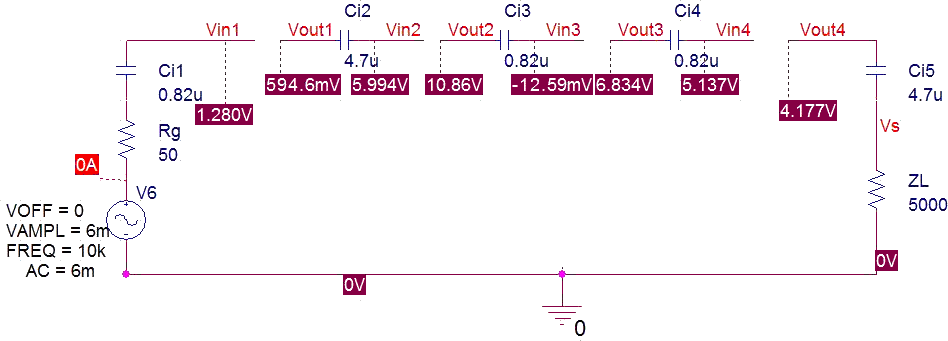 Ci2
Ci3
Ci4
Vin1
Vout1
Vin2
Vout2
Vin3
Vout3
Vin4
Vout4
Ci1
0.82u
4.7u
0.82u
0.82u
Ci5
4.7u
594.6mV
5.994V
10.86V
-12.59mV
6.834V
5.137V
1.280V
4.177V
Rg
50
Vs
0A
V6
ZL
5000
VOFF = 0
VAMPL = 6m
FREQ = 10k
AC = 6m
0V
0V
0